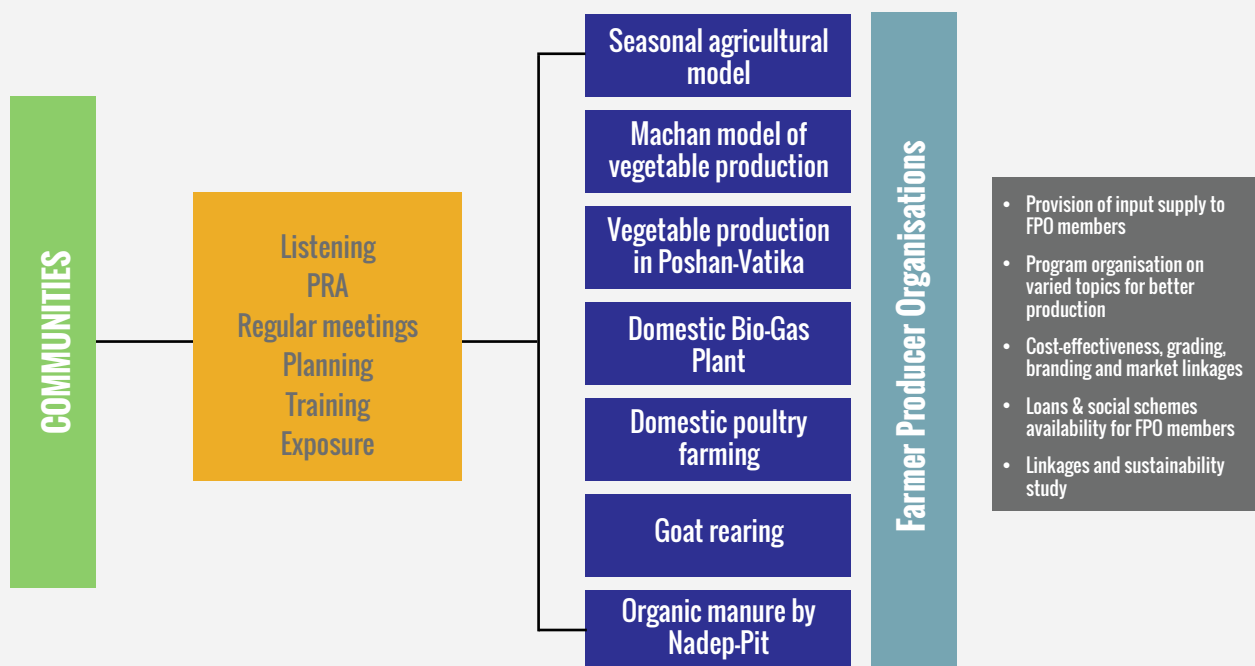 COMMUNITIES
Listening
PRA
Regular meetings
Planning
Training
Exposure
Seasonal agricultural
model
Machan model of
vegetable production
Vegetable production
in Poshan-Vatika
Domestic Bio-Gas
Plant
Domestic poultry
farming
Goat rearing
Organic manure by
Nadep-Pit
Farmer Producer Organisations
• Provision of input supply to
FPO members
• Program organisation on
varied topics for better
production
• Cost-effectiveness, grading,
branding and market linkages
• Loans & social schemes
availability for FPO members
• Linkages and sustainability
study